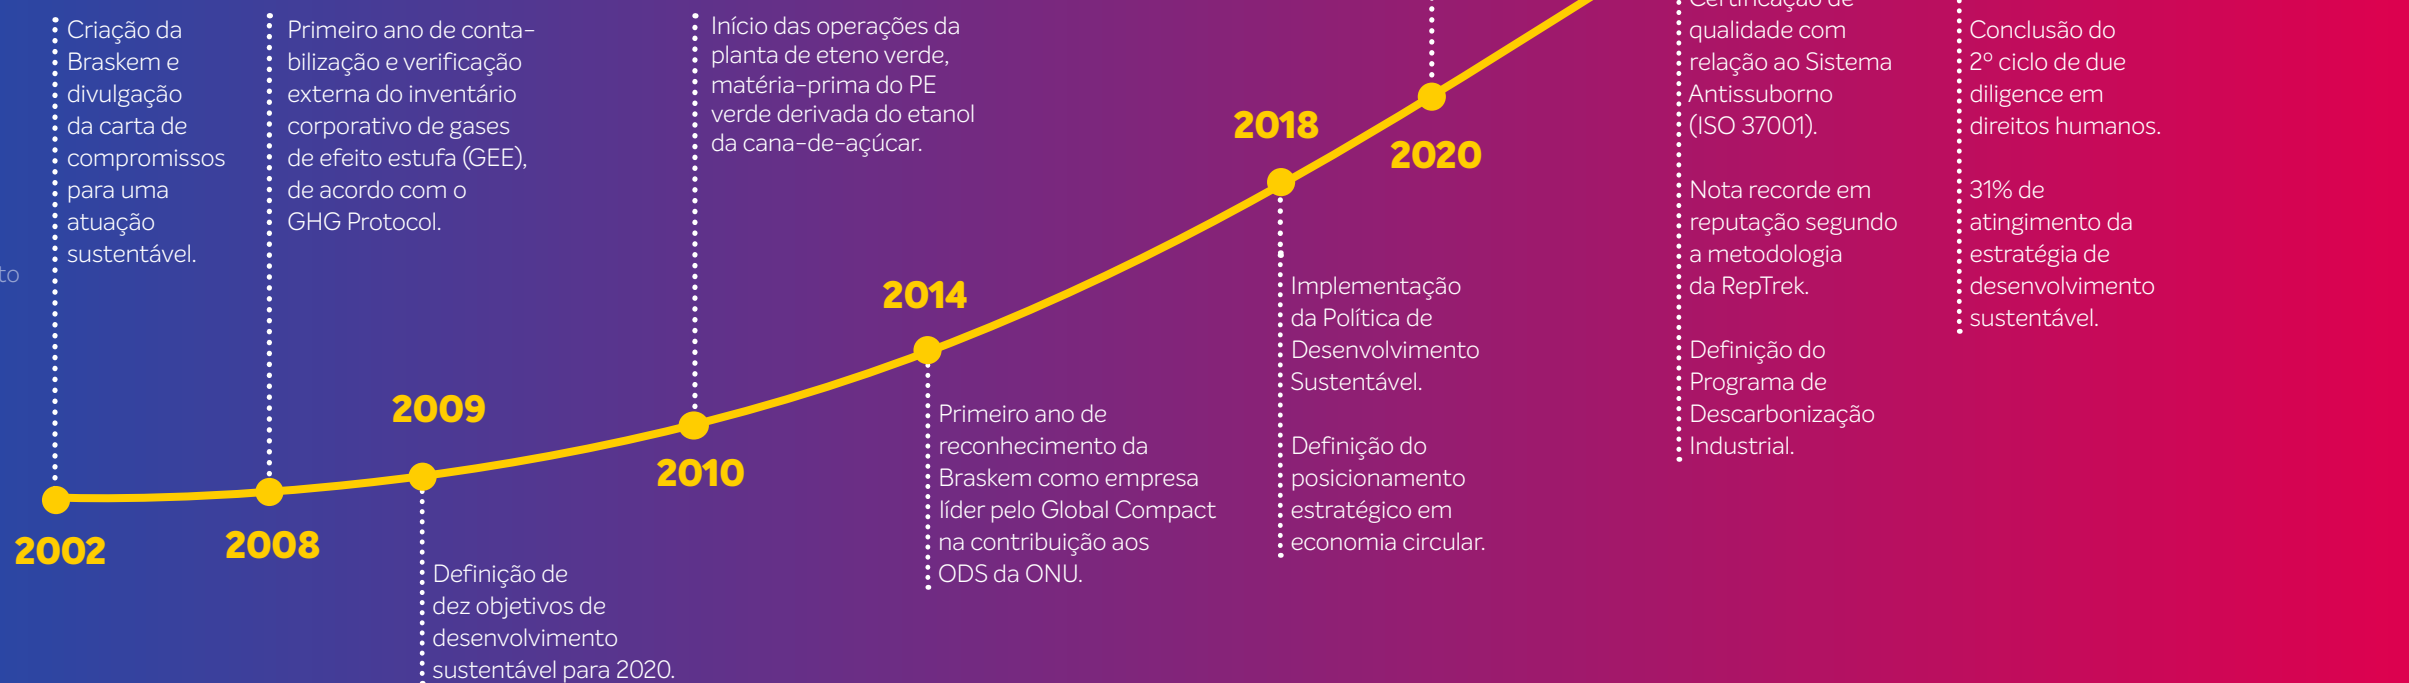 Criação da
Braskem e
divulgação
da carta de
compromissos
para uma
atuação
sustentável.
2002
Primeiro ano de conta-
bilização e verificação
externa do inventário
corporativo de gases
de efeito estufa (GEE),
de acordo com o
GHG Protocol.
2008
2009
Definição de
dez objetivos de
desenvolvimento
sustentável para 2020.
Início das operações da
planta de eteno verde,
matéria-prima do PE
verde derivada do etanol
da cana-de-açúcar.
2010
2014
Primeiro ano de
reconhecimento da
Braskem como empresa
líder pelo Global Compact
na contribuição aos
ODS da ONU.
2018
Implementação
da Política de
Desenvolvimento
Sustentável.
Definição do
posicionamento
estratégico em
economia circular.
2020
Certificação de
qualidade com
relação ao Sistema
Antissuborno
(ISO 37001).
Nota recorde em
reputação segundo
a metodologia
da RepTrek.
Definição do
Programa de
Descarbonização
Industrial.
Conclusão do
2º ciclo de due
diligence em
direitos humanos.
31% de
atingimento da
estratégia de
desenvolvimento
sustentável.